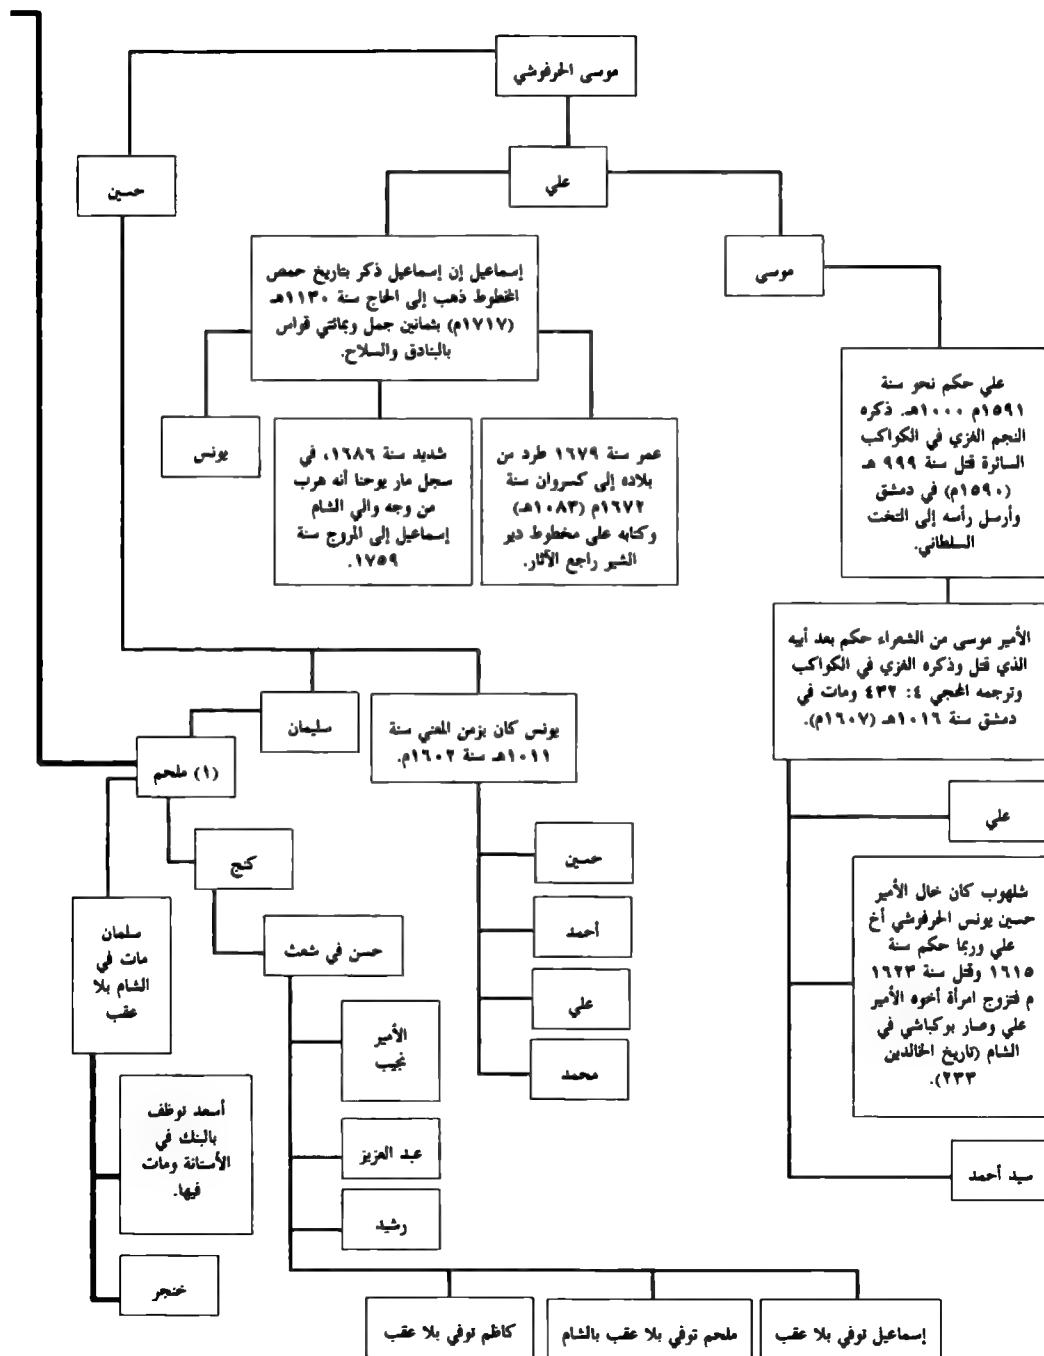 موسى الحرفوشي
علي
حسين
موسى
إسماعيل إن إسماعيل ذكر بتاريخ حمص
المخطوط ذهب إلى الحاج سنة ١١٣٠هـ
(١٧١٧م) بثمانين جمل وبمائتي قواس
بالبنادق والسلاح.
علي حكم نحو سنة
١٥٩١م ١٠٠٠هـ. ذكره
النجم الغزي في الكواكب
السائرة قتل سنة ٩٩٩ هـ
(١٥٩٠م) في دمشق
وأرسل رأسه إلى التخت
السلطاني.
عمر سنة ١٦٧٩ طرد من
بلاده إلى كسروان سنة
١٦٧٢م (١٠٨٣هـ)
وكتابه على مخطوط دير
الشير راجع الآثار.
شديد سنة ١٦٨٦، في
سجل مار يوحنا أنه هرب
من وجه والي الشام
إسماعيل إلى المروج سنة
١٧٥٩.
يونس
الأمير موسى من الشعراء حكم بعد أبيه
الذي قتل وذكره الغزي في الكواكب
وترجمه المحجي ٤: ٤٣٢ ومات في
دمشق سنة ١٠١٦هـ (١٦٠٧م).
يونس كان بزمن المعني سنة
١٠١١هـ سنة ١٦٠٢م.
سليمان
(١) ملحم
علي
كنج
حسين
شلهوب كان خال الأمير
حسين يونس الحرفوشي أخ
علي وربما حكم سنة
١٦١٥ وقتل سنة ١٦٢٣
م فتزوج امرأة أخوه الأمير
علي وصار بوكباشي في
الشام (تاريخ الخالدين
٢٣٣).
أحمد
حسن في شعث
سلمان
مات في
الشام بلا
عقب
علي
الأمير
نجيب
محمد
أسعد توظف
بالبنك في
الأستانة ومات
فيها.
عبد العزيز
سيد أحمد
رشيد
خنجر
إسماعيل توفي بلا عقب
ملحم توفي بلا عقب بالشام
كاظم توفي بلا عقب